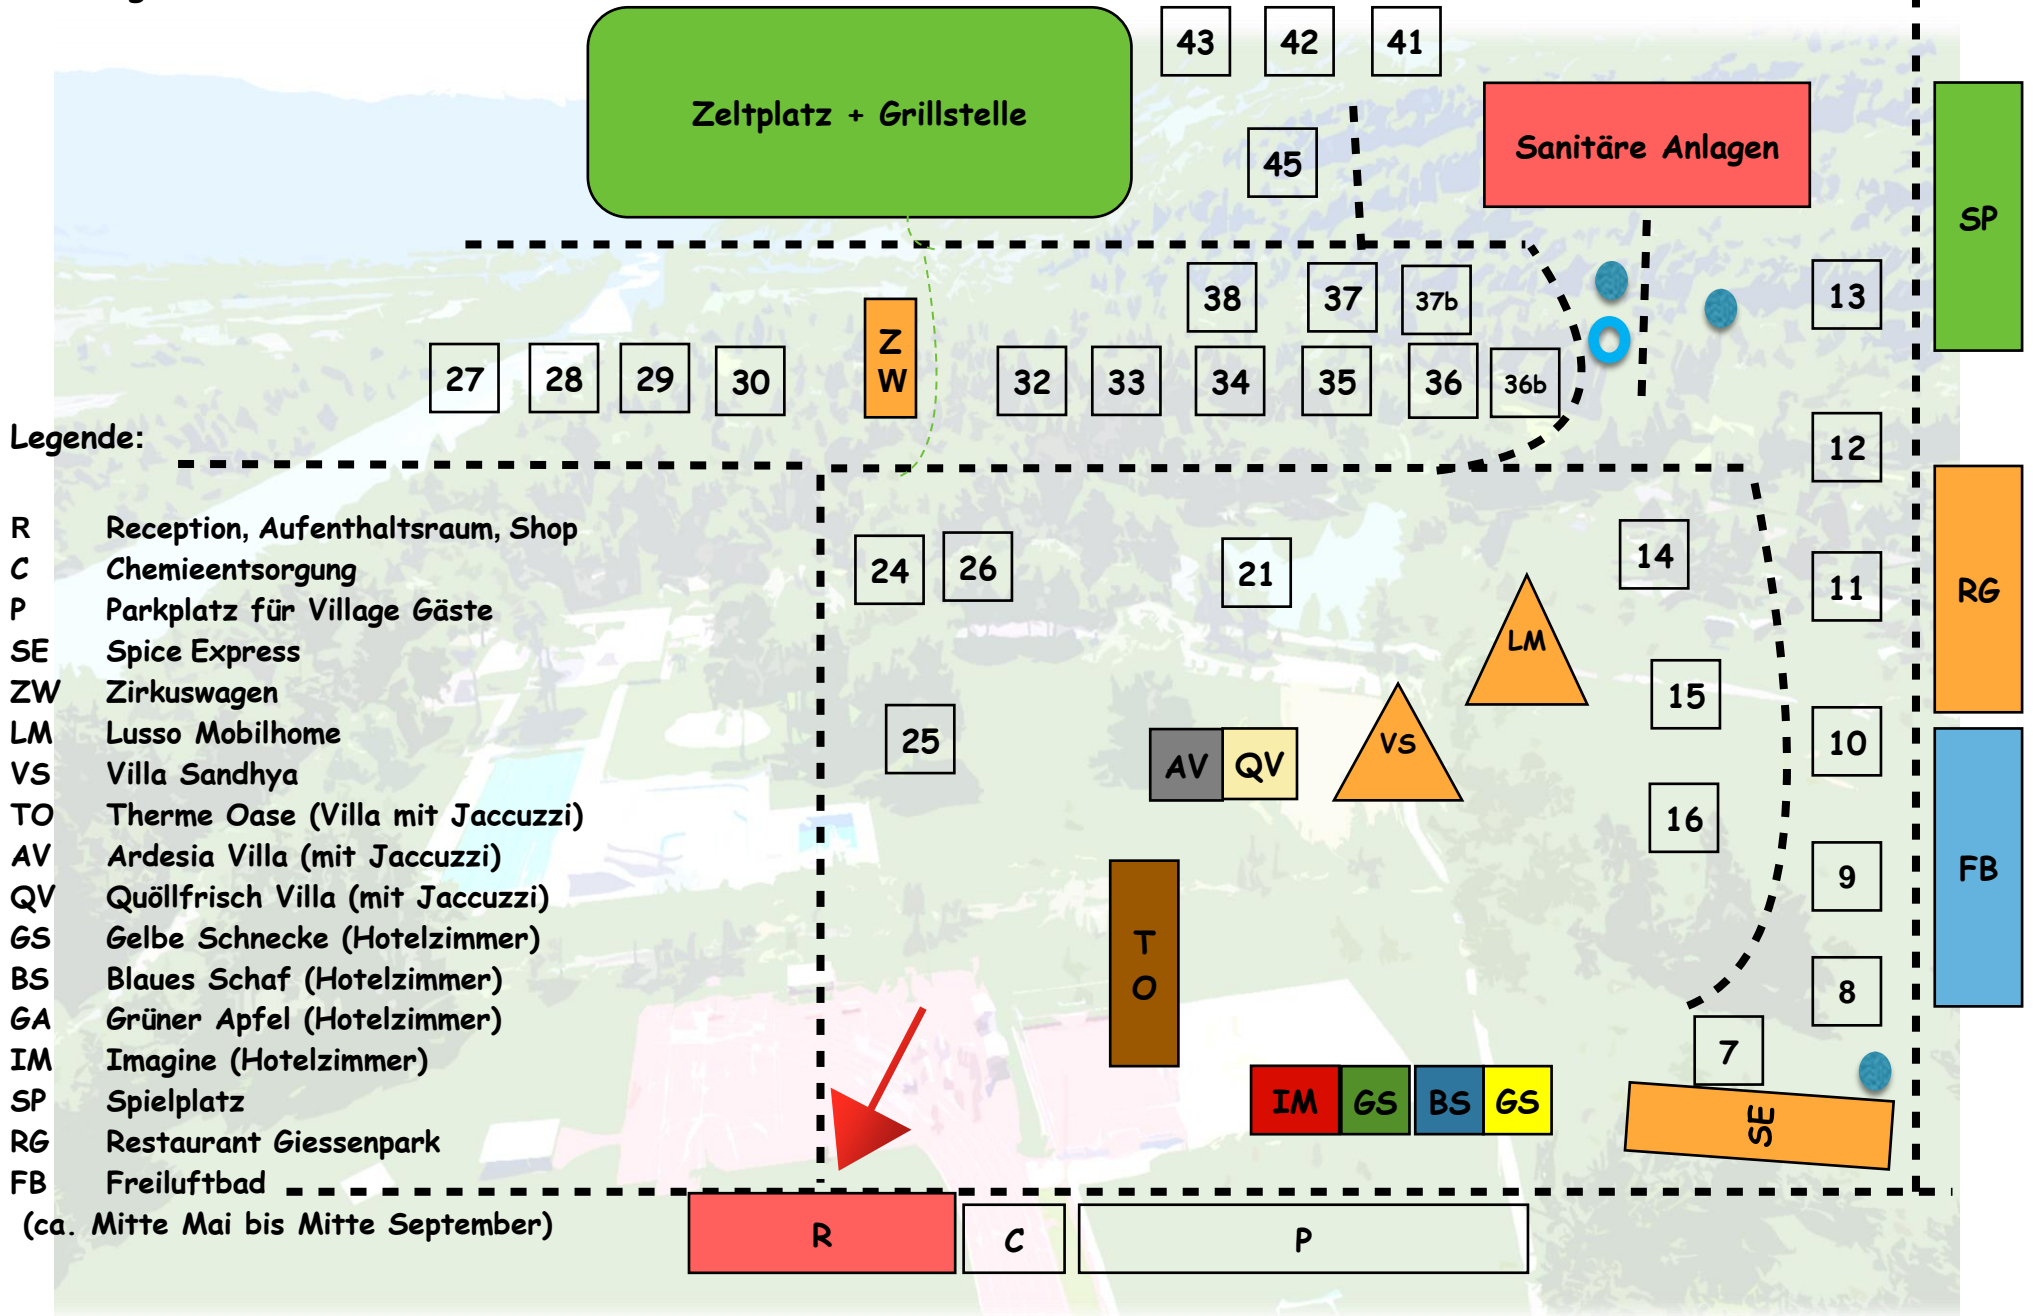 43 42 41
Zeltplatz + Grillstelle
Sanitäre Anlagen
45
SP
38 37 37b
13
Z
W
27 28 29 30
32 33 34 35 36 36b
Legende:
12
R Reception, Aufenthaltsraum, Shop
C Chemieentsorgung
P Parkplatz für Village Gäste
SE Spice Express
ZW Zirkuswagen
LM Lusso Mobilhome
VS Villa Sandhya
TO Therme Oase (Villa mit Jaccuzzi)
AV Ardesia Villa (mit Jaccuzzi)
QV Quöllfrisch Villa (mit Jaccuzzi)
GS Gelbe Schnecke (Hotelzimmer)
BS Blaues Schaf (Hotelzimmer)
GA Grüner Apfel (Hotelzimmer)
IM Imagine (Hotelzimmer)
SP Spielplatz
RG Restaurant Giessenpark
FB Freiluftbad
(ca. Mitte Mai bis Mitte September)
24 26 21 14 11
RG
LM
15
25 AV QV VS 10
16
9
FB
T
O
8
7
IM GS BS GS
SE
R C P